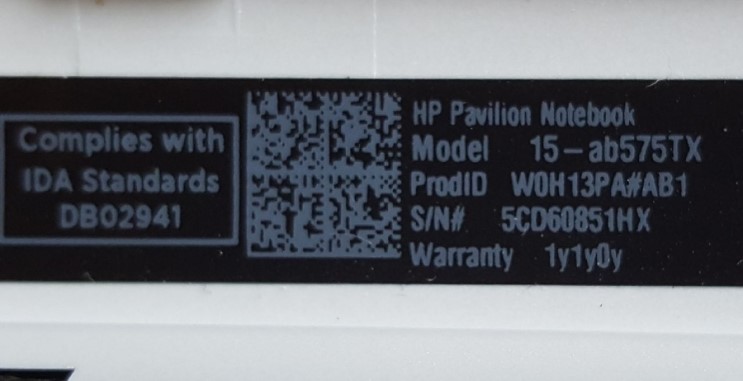 Complies with
IDA Standards
DB02941
HP Pavilion Notebook
Model 15-ab575TX
ProdID W0H13PA#AB1
S/N# 5CD60851HX
Warranty 1y1y0y